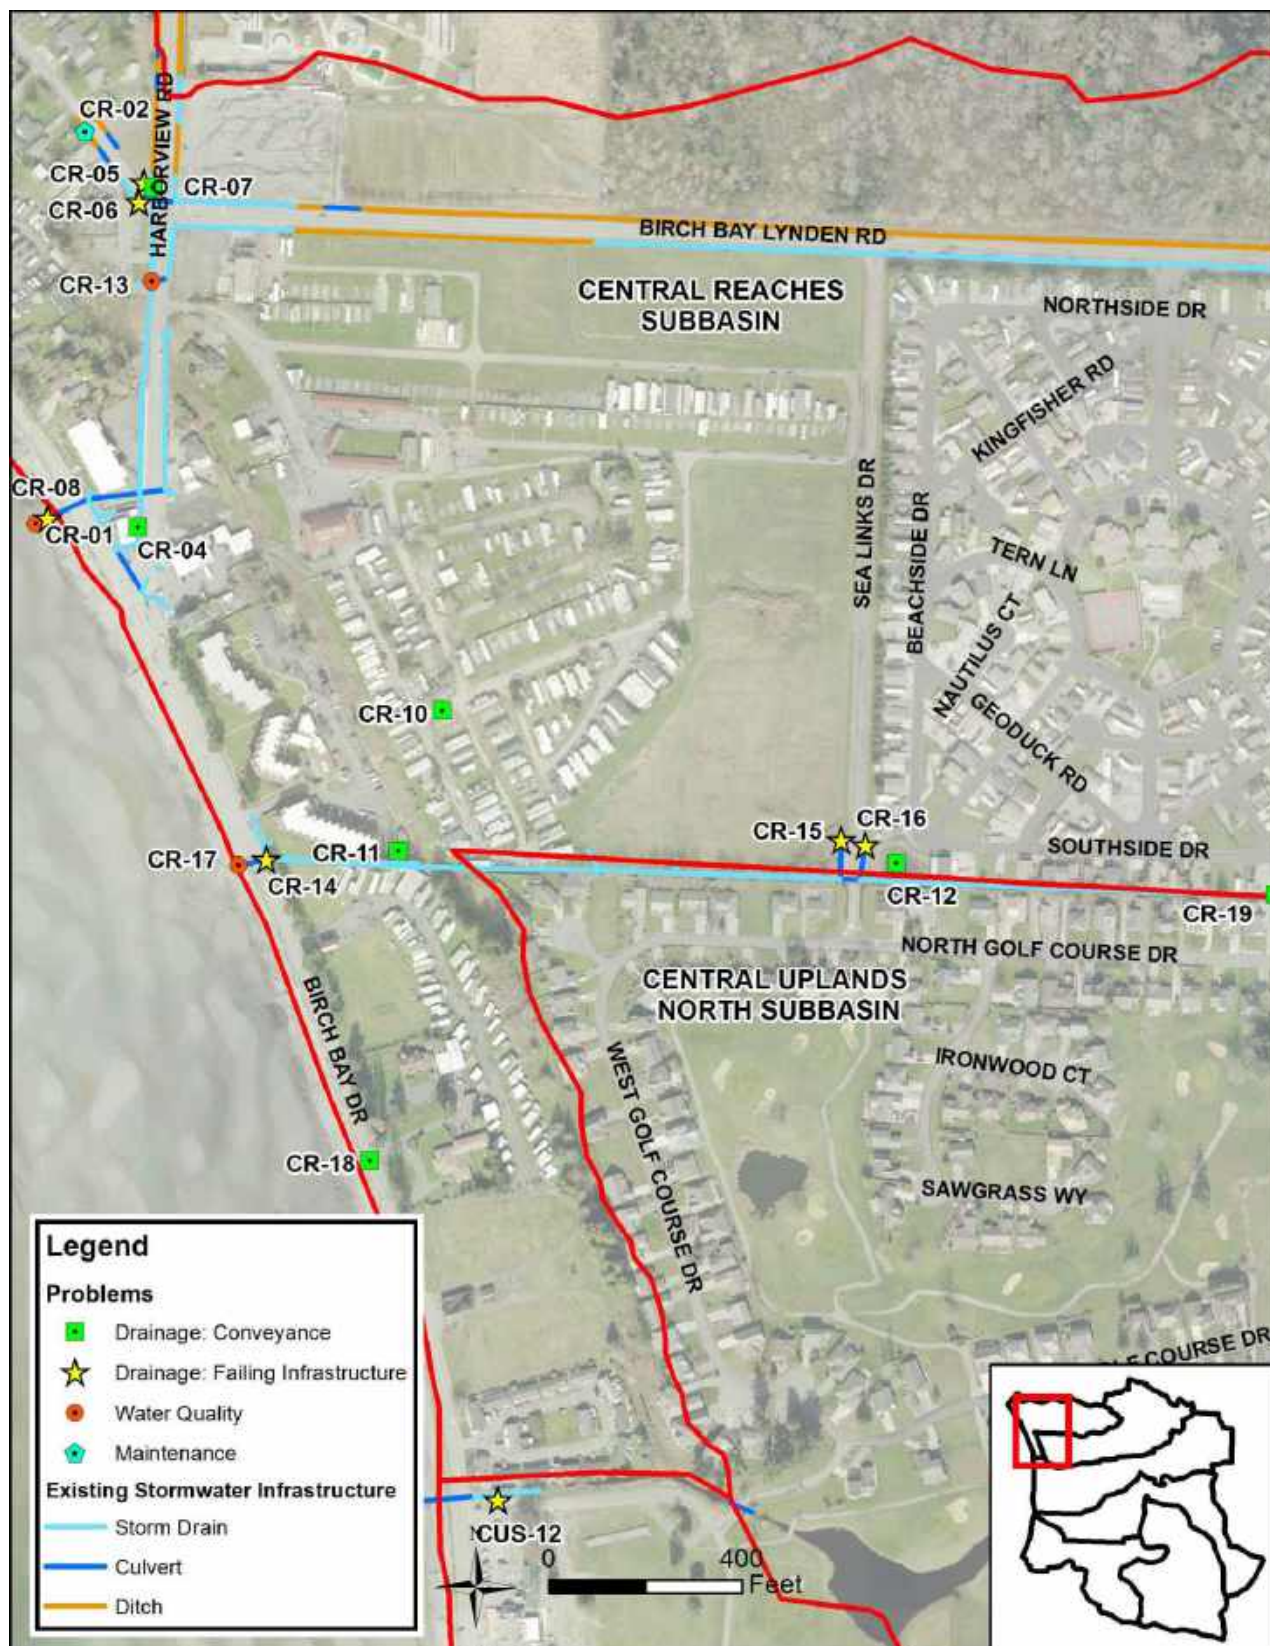 CR-02
HARBORVIEW RD
CR-05
CR-07
CR-06
BIRCH BAY LYNDEN RD
CR-13
CENTRAL REACHES
SUBBASIN
NORTHSIDE DR
KINGFISHER RD
CR-08
CR-01
CR-04
SEA LINKS DR
BEACHSIDE DR
TERN LN
NAUTILUS CT
GEODUCK RD
CR-10
CR-15
CR-16
SOUTHSIDE DR
CR-17
CR-11
CR-14
CR-12
CR-19
NORTH GOLF COURSE DR
CENTRAL UPLANDS
NORTH SUBBASIN
BIRCH BAY DR
WEST GOLF COURSE DR
IRONWOOD CT
CR-18
SAWGRASS WY
COURSE DR
Legend
Problems
Drainage: Conveyance
Drainage: Failing Infrastructure
Water Quality
Maintenance
Existing Stormwater Infrastructure
Storm Drain
Culvert
Ditch
CUS-12
N
0 400
Feet